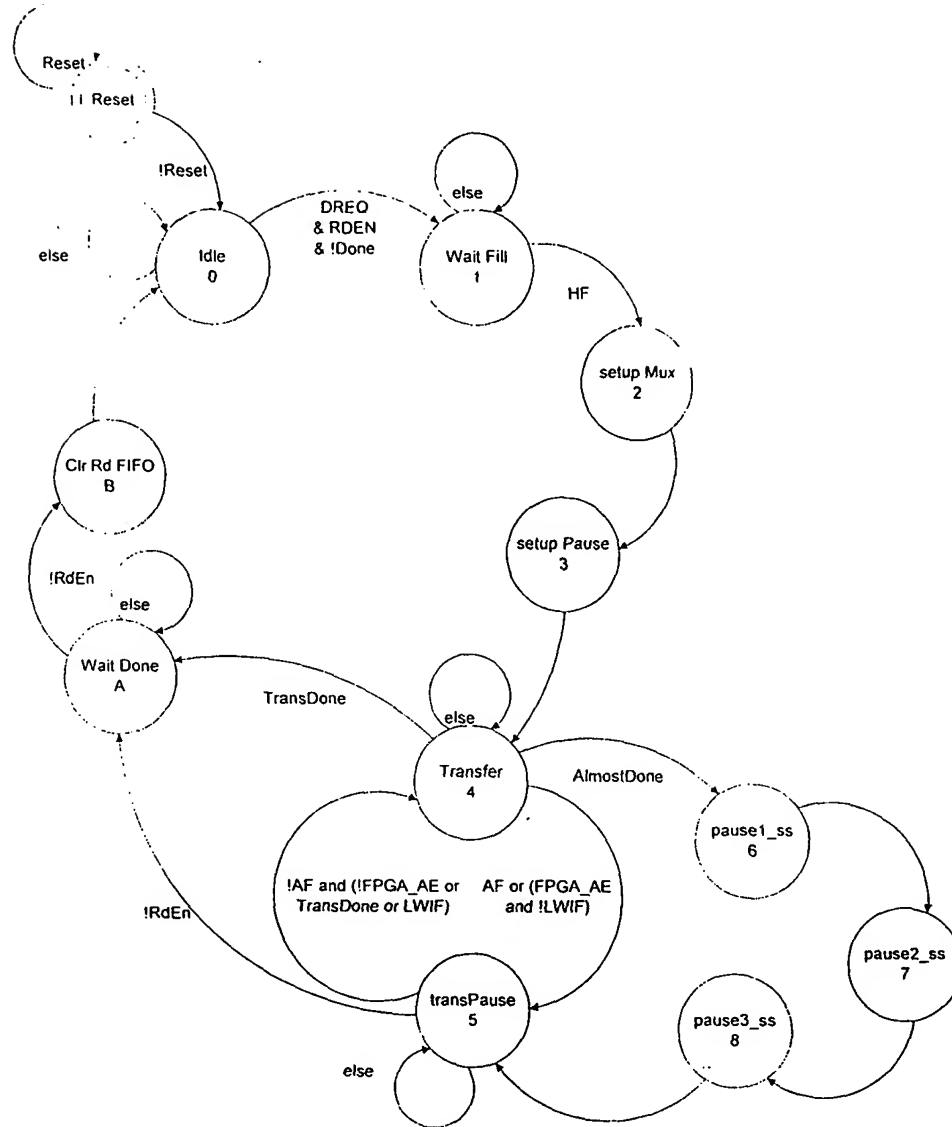 Reset
11 Reset
!Reset
else
Idle
0
DREQ
& RDEN
& !Done
else
Wait Fill
1
HF
setup Mux
2
setup Pause
3
Clr Rd FIFO
B
!RdEn
else
Wait Done
A
TransDone
else
Transfer
4
AlmostDone
pause1_ss
6
!AF and (!FPGA_AE or
TransDone or LWIF)
AF or (FPGA_AE
and !LWIF)
!RdEn
pause2_ss
7
transPause
5
pause3_ss
8
else